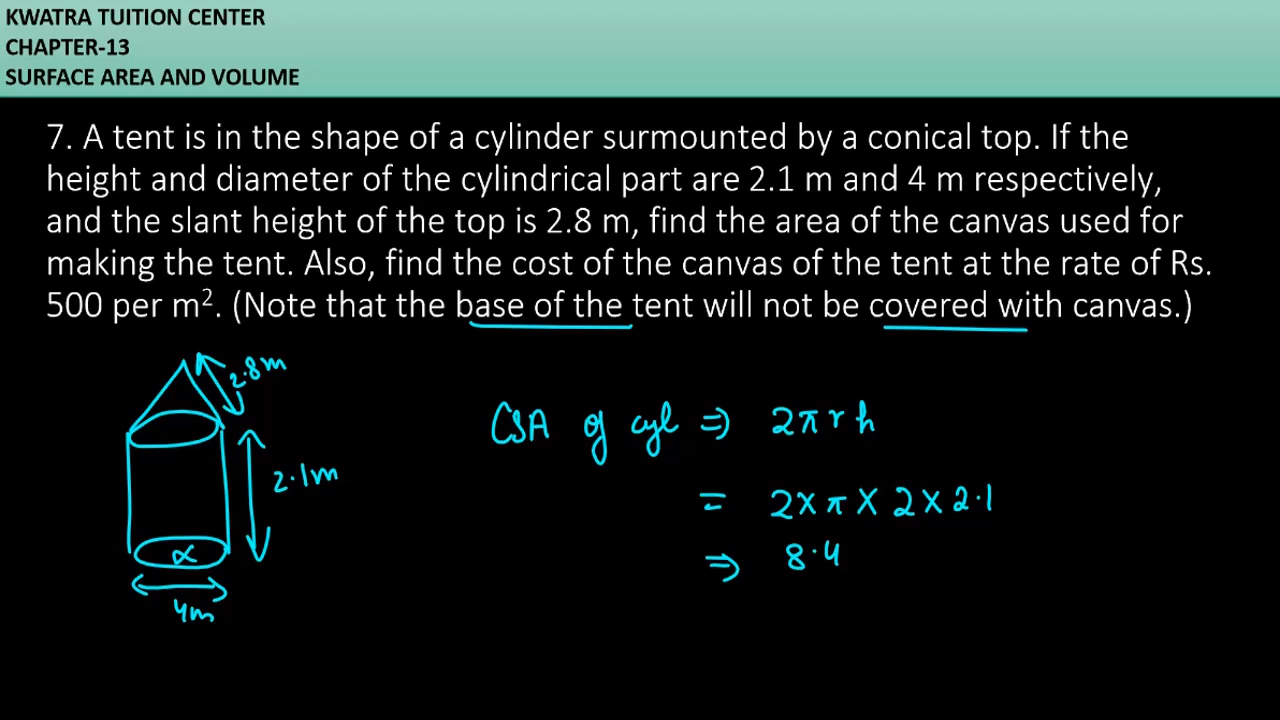 KWATRA TUITION CENTER
CHAPTER-13
SURFACE AREA AND VOLUME
7. A tent is in the shape of a cylinder surmounted by a conical top. If the
height and diameter of the cylindrical part are 2.1 m and 4 m respectively,
and the slant height of the top is 2.8 m, find the area of the canvas used for
making the tent. Also, find the cost of the canvas of the tent at the rate of Rs.
500 per m². (Note that the base of the tent will not be covered with canvas.)
2.8m
CSA of cyl ⇒ 2πrh
2.1m
= 2×π×2×2.1
⇒ 8.4
4m